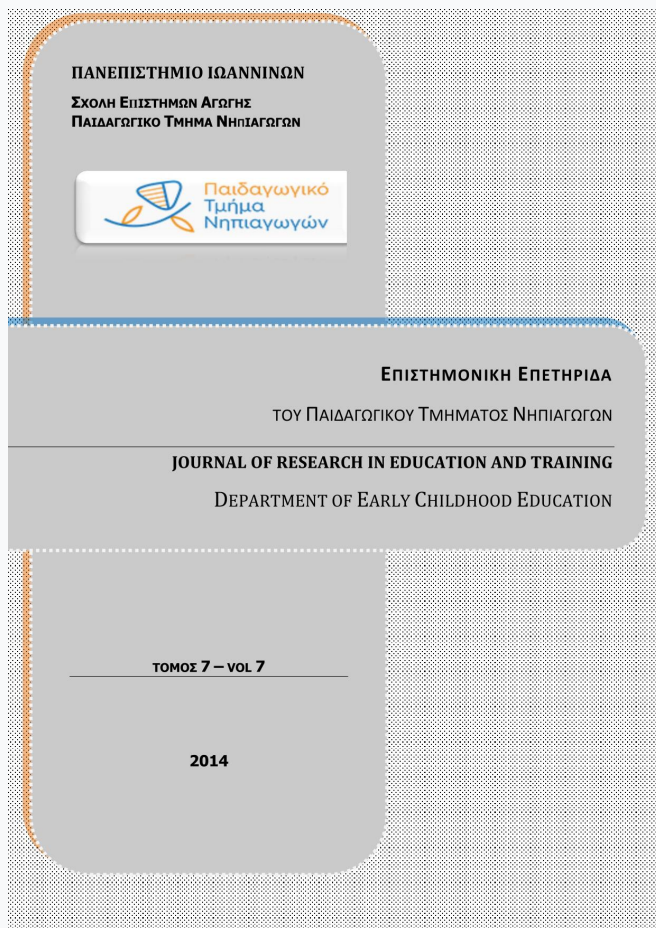 ΠΑΝΕΠΙΣΤΗΜΙΟ ΙΩΑΝΝΙΝΩΝ
ΣΧΟΛΗ ΕΠΙΣΤΗΜΩΝ ΑΓΩΓΗΣ
ΠΑΙΔΑΓΩΓΙΚΟ ΤΜΗΜΑ ΝΗΠΙΑΓΩΓΩΝ
Παιδαγωγικό
Τμήμα
Νηπιαγωγών
ΕΠΙΣΤΗΜΟΝΙΚΗ ΕΠΕΤΗΡΙΔΑ
ΤΟΥ ΠΑΙΔΑΓΩΓΙΚΟΥ ΤΜΗΜΑΤΟΣ ΝΗΠΙΑΓΩΓΩΝ
JOURNAL OF RESEARCH IN EDUCATION AND TRAINING
DEPARTMENT OF EARLY CHILDHOOD EDUCATION
ΤΟΜΟΣ 7 – VOL 7
2014